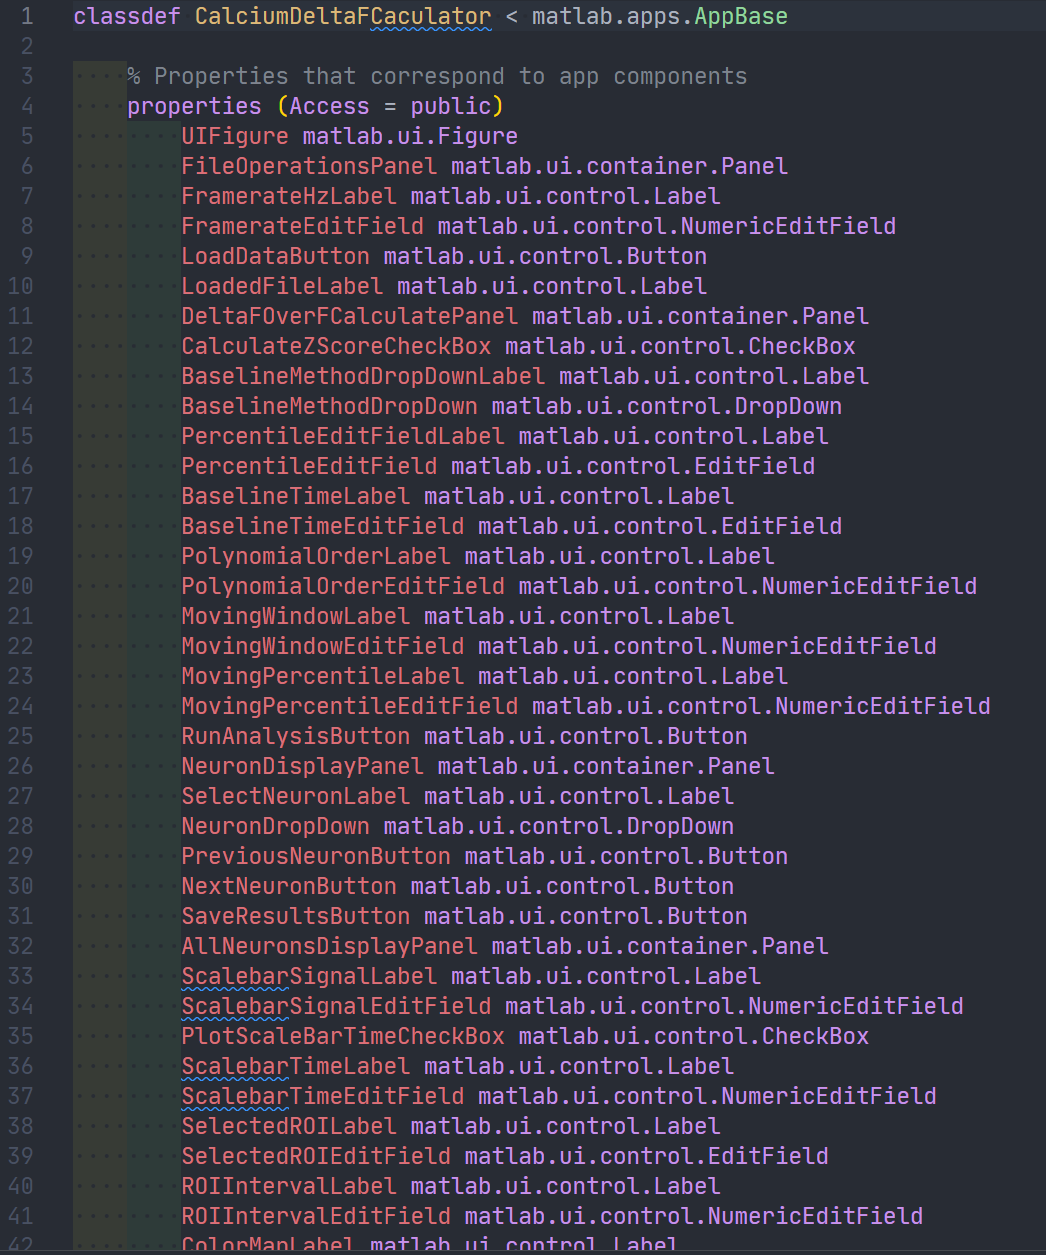 1 classdef CalciumDeltaFCaculator < matlab.apps.AppBase
2
3 % Properties that correspond to app components
4 properties (Access = public)
5 UIFigure matlab.ui.Figure
6 FileOperationsPanel matlab.ui.container.Panel
7 FramerateHzLabel matlab.ui.control.Label
8 FramerateEditField matlab.ui.control.NumericEditField
9 LoadDataButton matlab.ui.control.Button
10 LoadedFileLabel matlab.ui.control.Label
11 DeltaFOverFCalculatePanel matlab.ui.container.Panel
12 CalculateZScoreCheckBox matlab.ui.control.CheckBox
13 BaselineMethodDropDownLabel matlab.ui.control.Label
14 BaselineMethodDropDown matlab.ui.control.DropDown
15 PercentileEditFieldLabel matlab.ui.control.Label
16 PercentileEditField matlab.ui.control.EditField
17 BaselineTimeLabel matlab.ui.control.Label
18 BaselineTimeEditField matlab.ui.control.EditField
19 PolynomialOrderLabel matlab.ui.control.Label
20 PolynomialOrderEditField matlab.ui.control.NumericEditField
21 MovingWindowLabel matlab.ui.control.Label
22 MovingWindowEditField matlab.ui.control.NumericEditField
23 MovingPercentileLabel matlab.ui.control.Label
24 MovingPercentileEditField matlab.ui.control.NumericEditField
25 RunAnalysisButton matlab.ui.control.Button
26 NeuronDisplayPanel matlab.ui.container.Panel
27 SelectNeuronLabel matlab.ui.control.Label
28 NeuronDropDown matlab.ui.control.DropDown
29 PreviousNeuronButton matlab.ui.control.Button
30 NextNeuronButton matlab.ui.control.Button
31 SaveResultsButton matlab.ui.control.Button
32 AllNeuronsDisplayPanel matlab.ui.container.Panel
33 ScalebarSignalLabel matlab.ui.control.Label
34 ScalebarSignalEditField matlab.ui.control.NumericEditField
35 PlotScaleBarTimeCheckBox matlab.ui.control.CheckBox
36 ScalebarTimeLabel matlab.ui.control.Label
37 ScalebarTimeEditField matlab.ui.control.NumericEditField
38 SelectedROILabel matlab.ui.control.Label
39 SelectedROIEditField matlab.ui.control.EditField
40 ROIIntervalLabel matlab.ui.control.Label
41 ROIIntervalEditField matlab.ui.control.NumericEditField
42 ColorMapLabel matlab.ui.control.Label